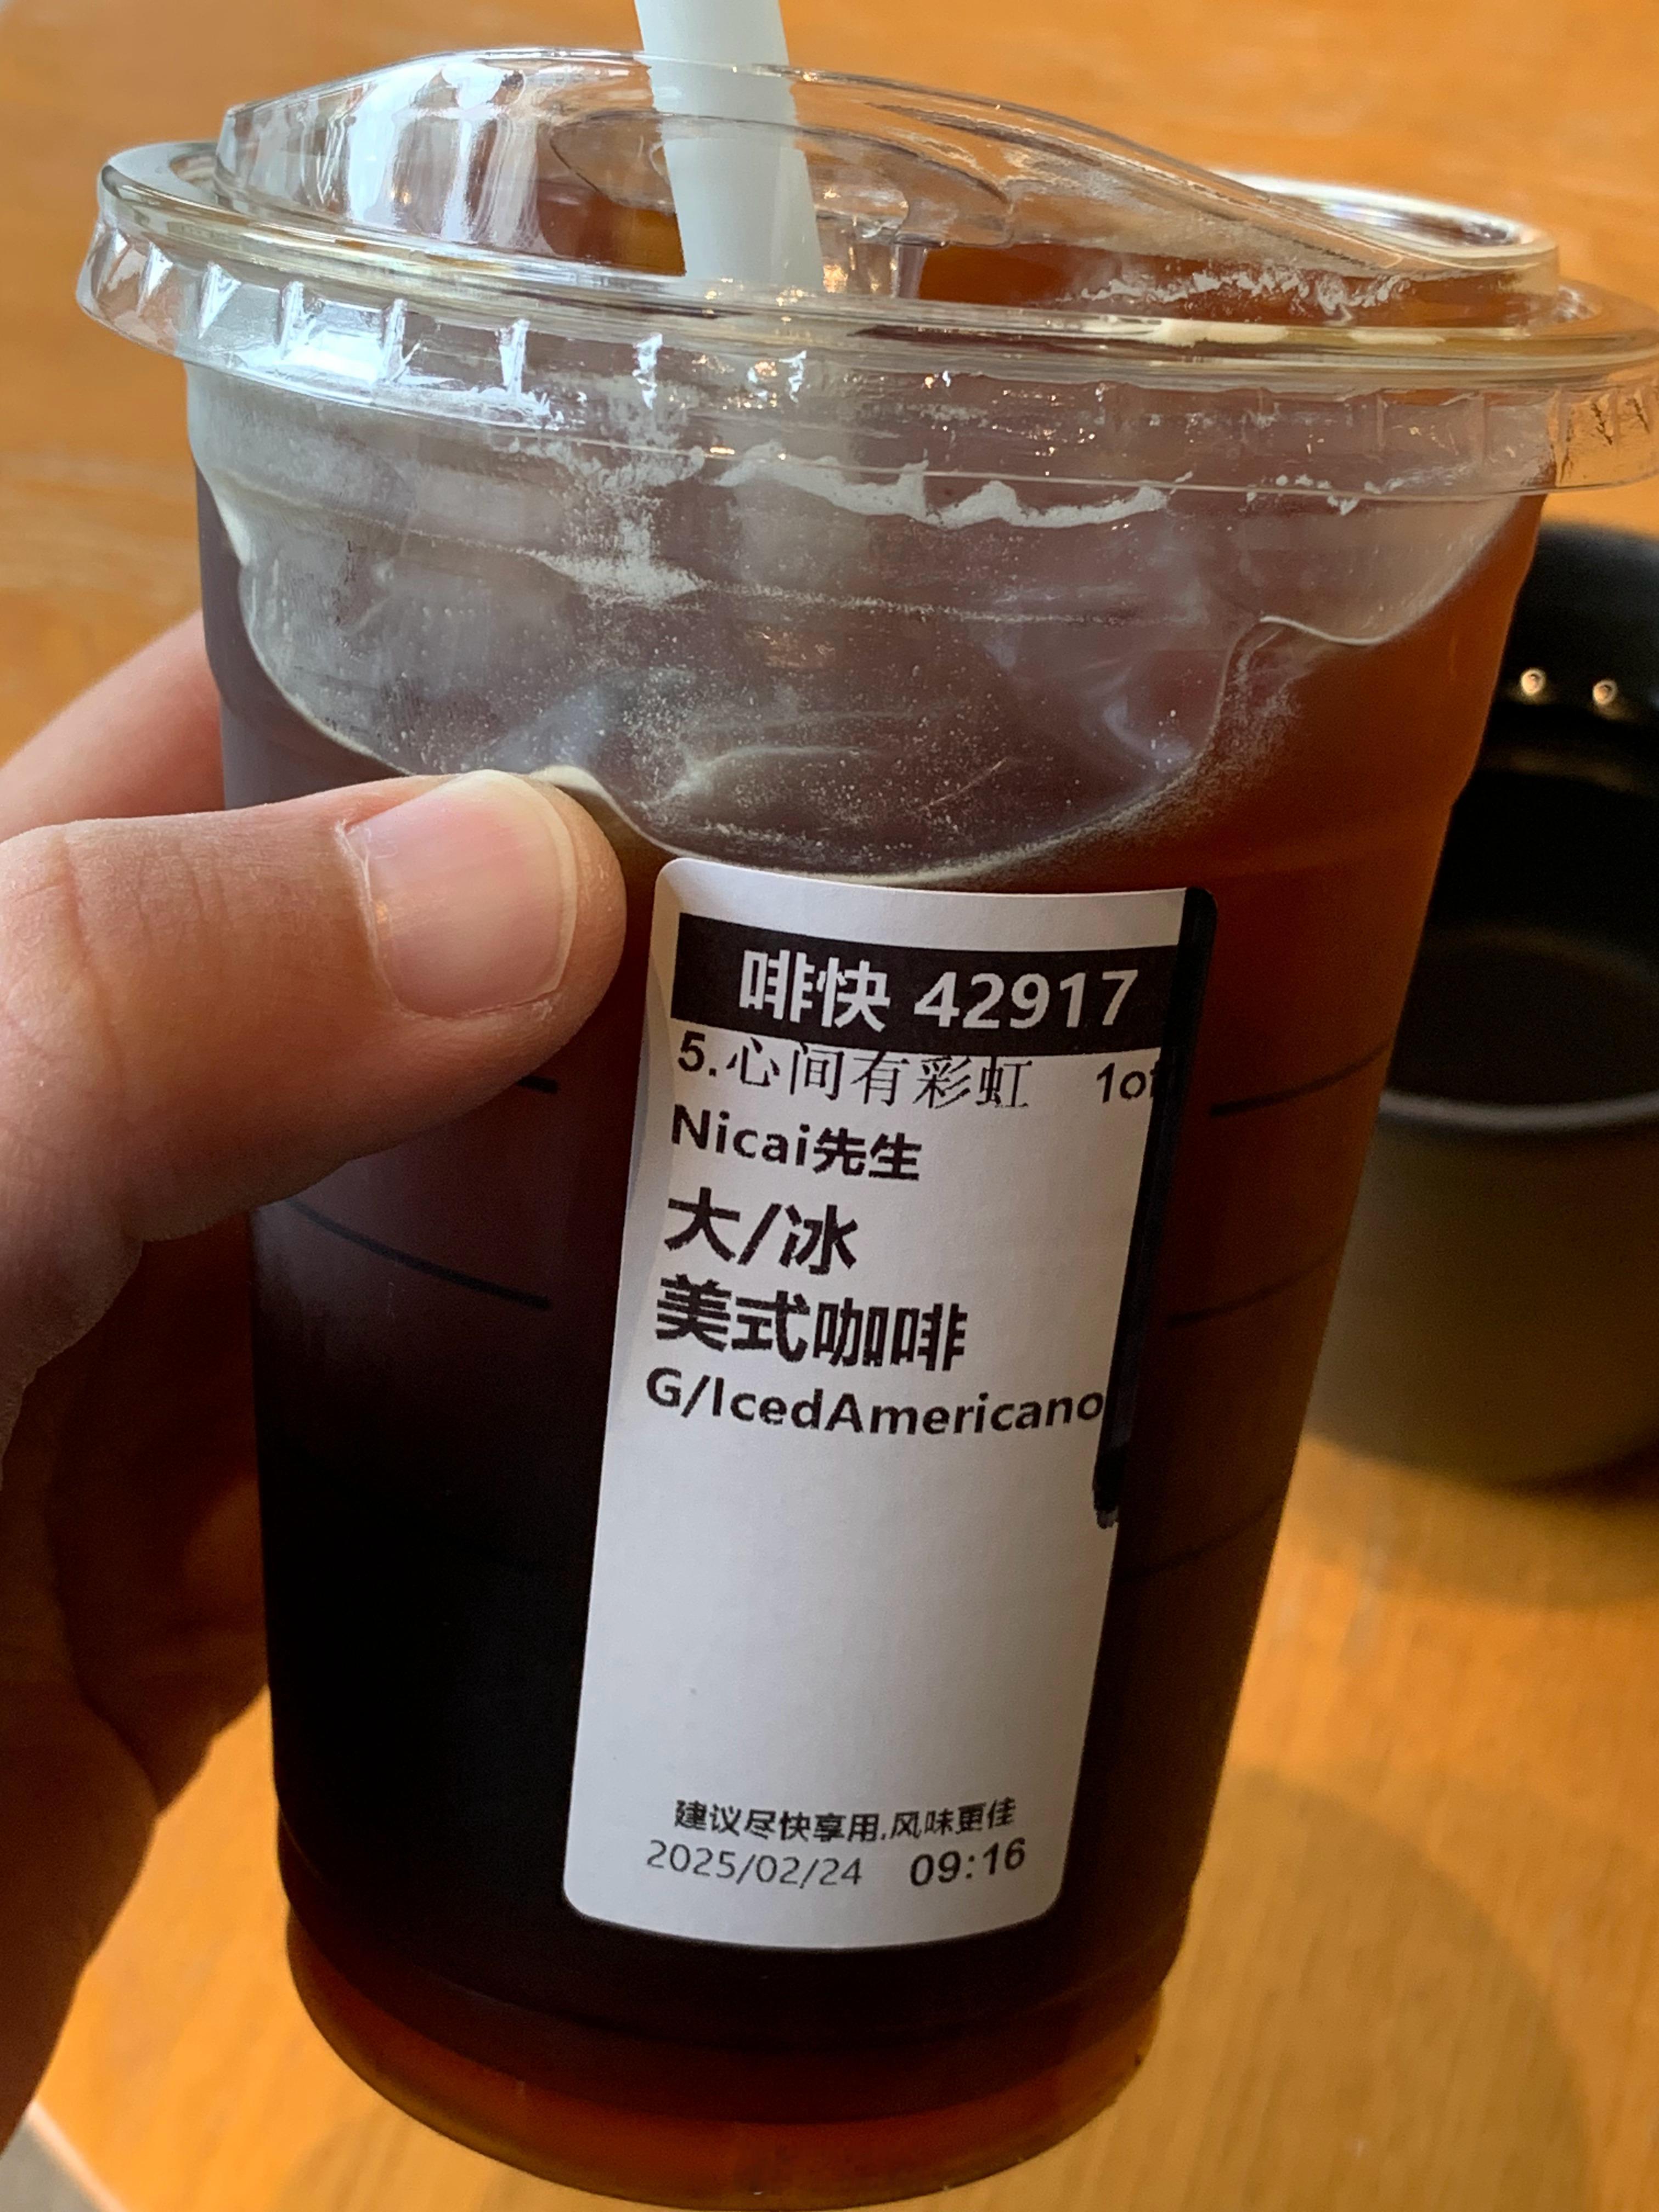 啡快 42917
5.心间有彩虹 1of
Nicai先生
大/冰
美式咖啡
G/IcedAmericano
建议尽快享用,风味更佳
2025/02/24 09:16